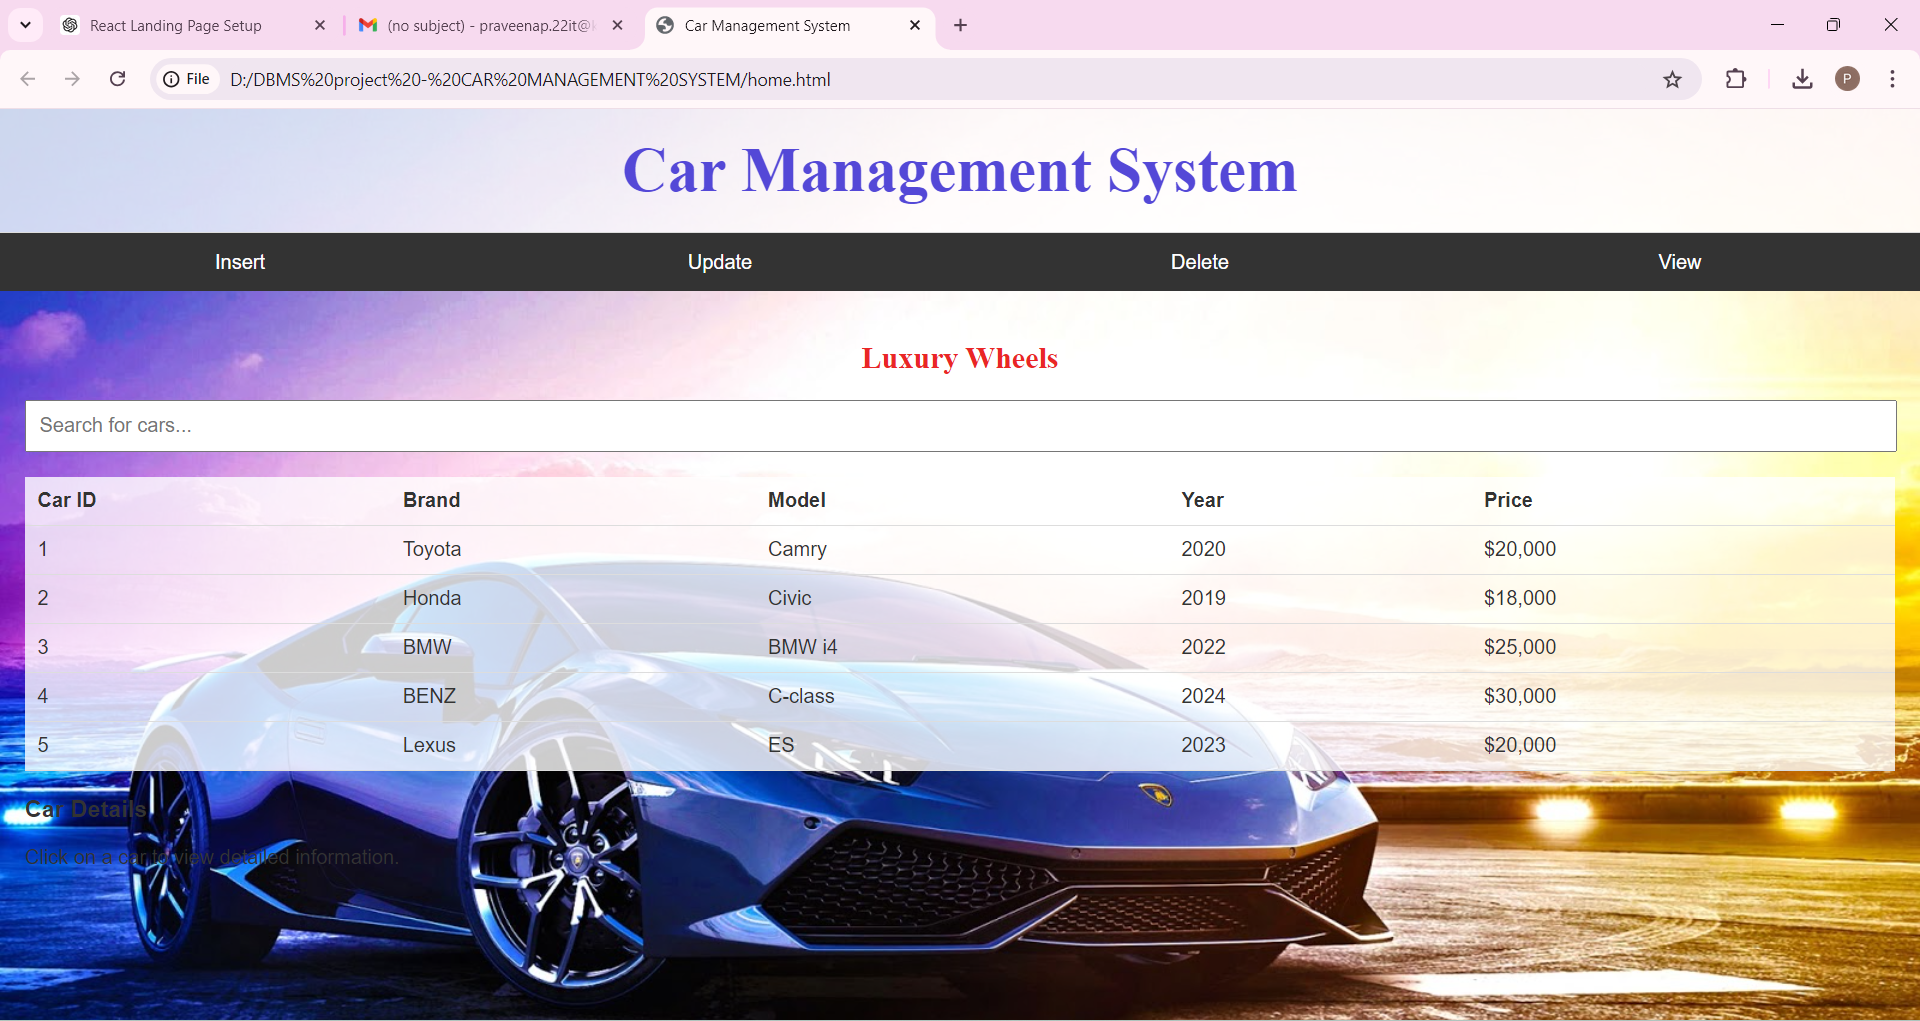 React Landing Page Setup
(no subject) - praveenap.22it@
Car Management System
File
D:/DBMS%20project%20-%20CAR%20MANAGEMENT%20SYSTEM/home.html
P
Car Management System
Insert Update Delete View
Luxury Wheels
Search for cars...
Car ID Brand Model Year Price
1 Toyota Camry 2020 $20,000
2 Honda Civic 2019 $18,000
3 BMW BMW i4 2022 $25,000
4 BENZ C-class 2024 $30,000
5 Lexus ES 2023 $20,000
Car Details
Click on a car to view detailed information.